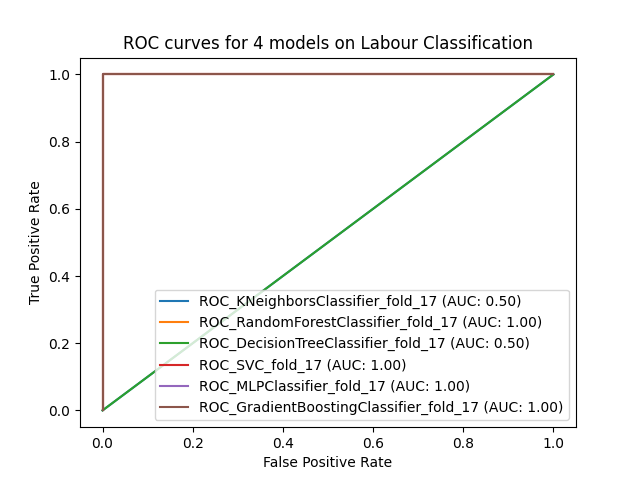 ROC curves for 4 models on Labour Classification
True Positive Rate
1.0
0.8
0.6
0.4
0.2
0.0
ROC_KNeighborsClassifier_fold_17 (AUC: 0.50)
ROC_RandomForestClassifier_fold_17 (AUC: 1.00)
ROC_DecisionTreeClassifier_fold_17 (AUC: 0.50)
ROC_SVC_fold_17 (AUC: 1.00)
ROC_MLPClassifier_fold_17 (AUC: 1.00)
ROC_GradientBoostingClassifier_fold_17 (AUC: 1.00)
0.0 0.2 0.4 0.6 0.8 1.0
False Positive Rate